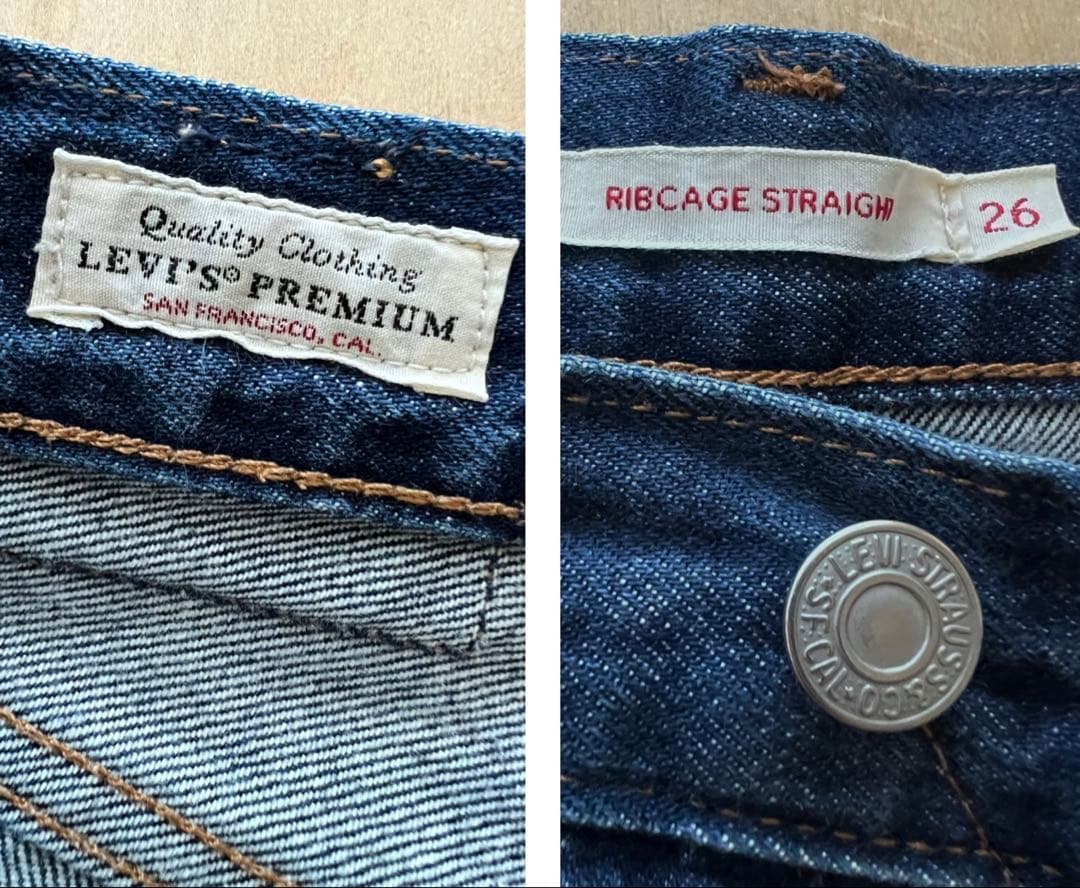 Quality Clothing
LEVI'S® PREMIUM
SAN FRANCISCO, CAL.
RIBCAGE STRAIGHT
26
LEVI STRAUSS & CO S.F. CAL